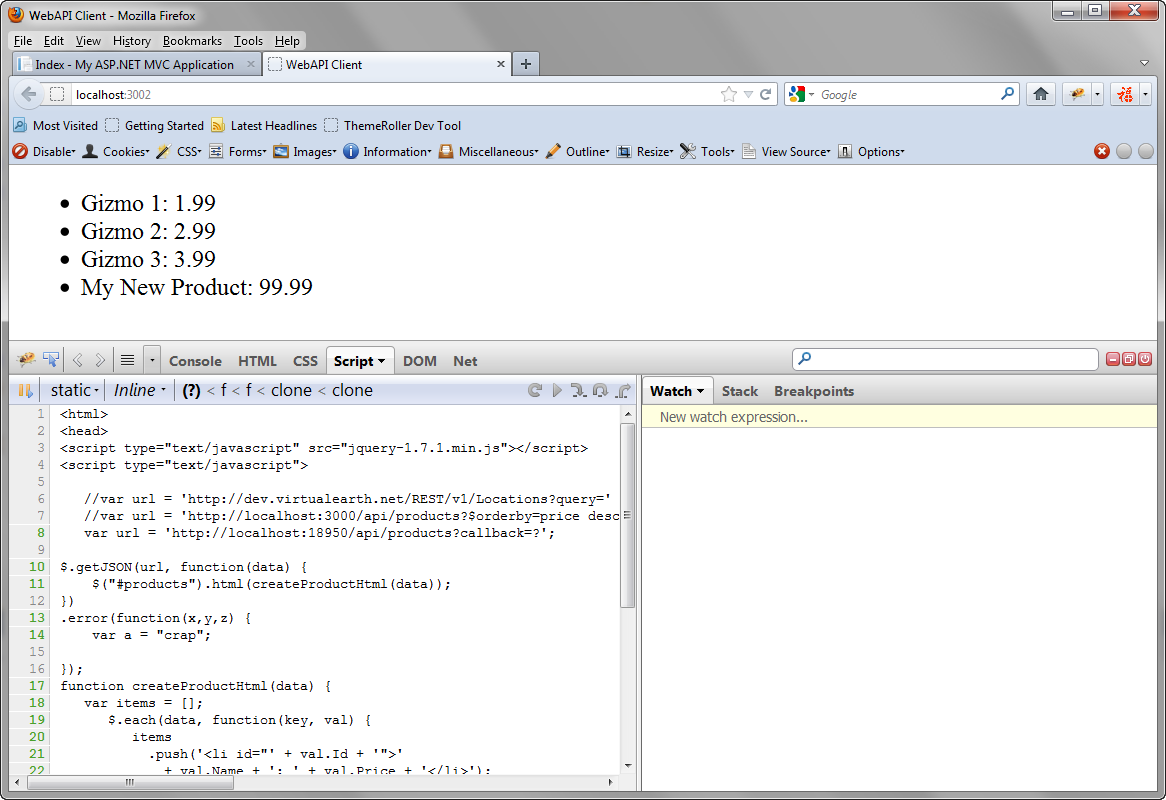 WebAPI Client - Mozilla Firefox
File Edit View History Bookmarks Tools Help
Index - My ASP.NET MVC Application WebAPI Client
localhost:3002 Google 福
Most Visited Getting Started Latest Headlines ThemeRoller Dev Tool
Disable Cookies CSS Forms Images Information Miscellaneous Outline Resize Tools View Source Options
• Gizmo 1: 1.99
• Gizmo 2: 2.99
• Gizmo 3: 3.99
• My New Product: 99.99
Console HTML CSS Script DOM Net
static Inline (?) < f < f < clone < clone
Watch Stack Breakpoints
New watch expression...
1 <html>
2 <head>
3 <script type="text/javascript" src="jquery-1.7.1.min.js"></script>
4 <script type="text/javascript">
5
6 //var url = 'http://dev.virtualearth.net/REST/v1/Locations?query='
7 //var url = 'http://localhost:3000/api/products?$orderby=price desc
8 var url = 'http://localhost:18950/api/products?callback=?';
9
10 $.getJSON(url, function(data) {
11 $("#products").html(createProductHtml(data));
12 })
13 .error(function(x,y,z) {
14 var a = "crap";
15
16 });
17 function createProductHtml(data) {
18 var items = [];
19 $.each(data, function(key, val) {
20 items
21 .push('<li id="' + val.Id + '">'
22 + val.Name + ': ' + val.Price + '</li>');